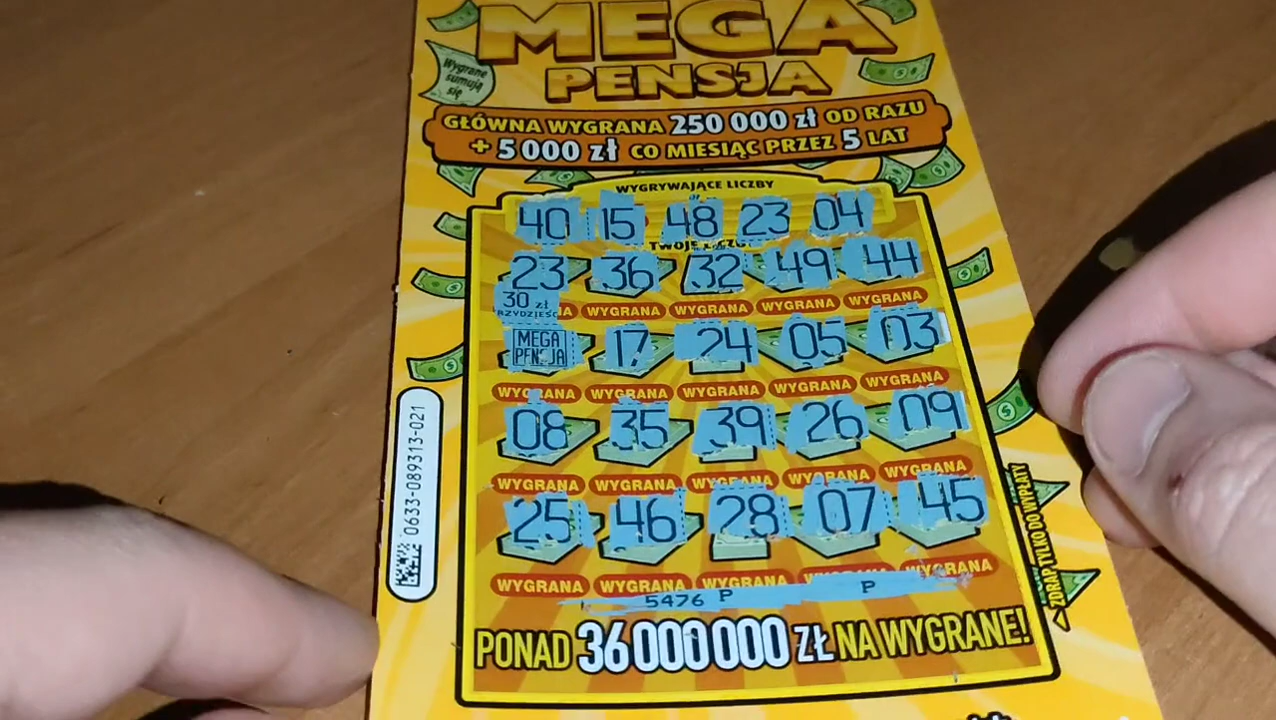 MEGA
PENSJA
Wygrane
sumują
się
GŁÓWNA WYGRANA 250 000 zł OD RAZU
+ 5 000 zł CO MIESIĄC PRZEZ 5 LAT
WYGRYWAJĄCE LICZBY
40 15 48 23 04
TWOJE
23 36 32 49 44
30 zł WYGRANA WYGRANA WYGRANA WYGRANA
MEGA
PENSJA 17 24 05 03
WYGRANA WYGRANA WYGRANA WYGRANA WYGRANA
08 35 39 26 09
WYGRANA WYGRANA WYGRANA WYGRANA WYGRANA
25 46 28 07 45
WYGRANA WYGRANA WYGRANA WYGRANA WYGRANA
5476 P P
PONAD 36 000 000 ZŁ NA WYGRANE!
0633-089313-021
ZDRAP TYLKO DO WYPŁATY